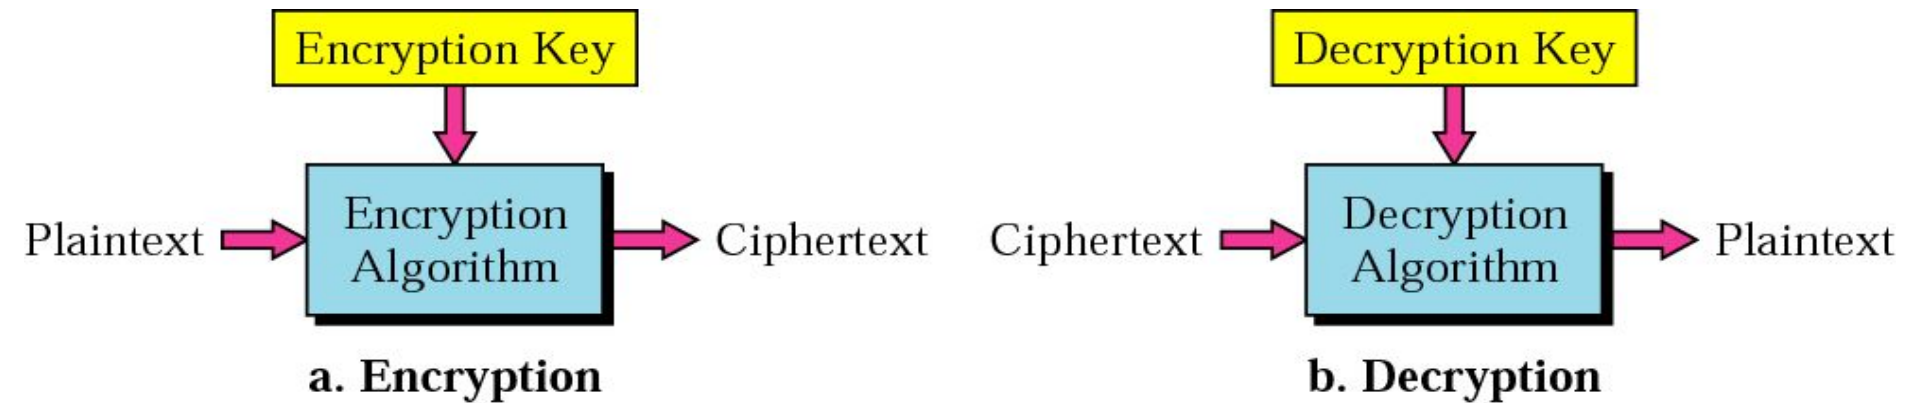 Encryption Key
Plaintext
Encryption
Algorithm
Ciphertext
a. Encryption
Decryption Key
Ciphertext
Decryption
Algorithm
Plaintext
b. Decryption